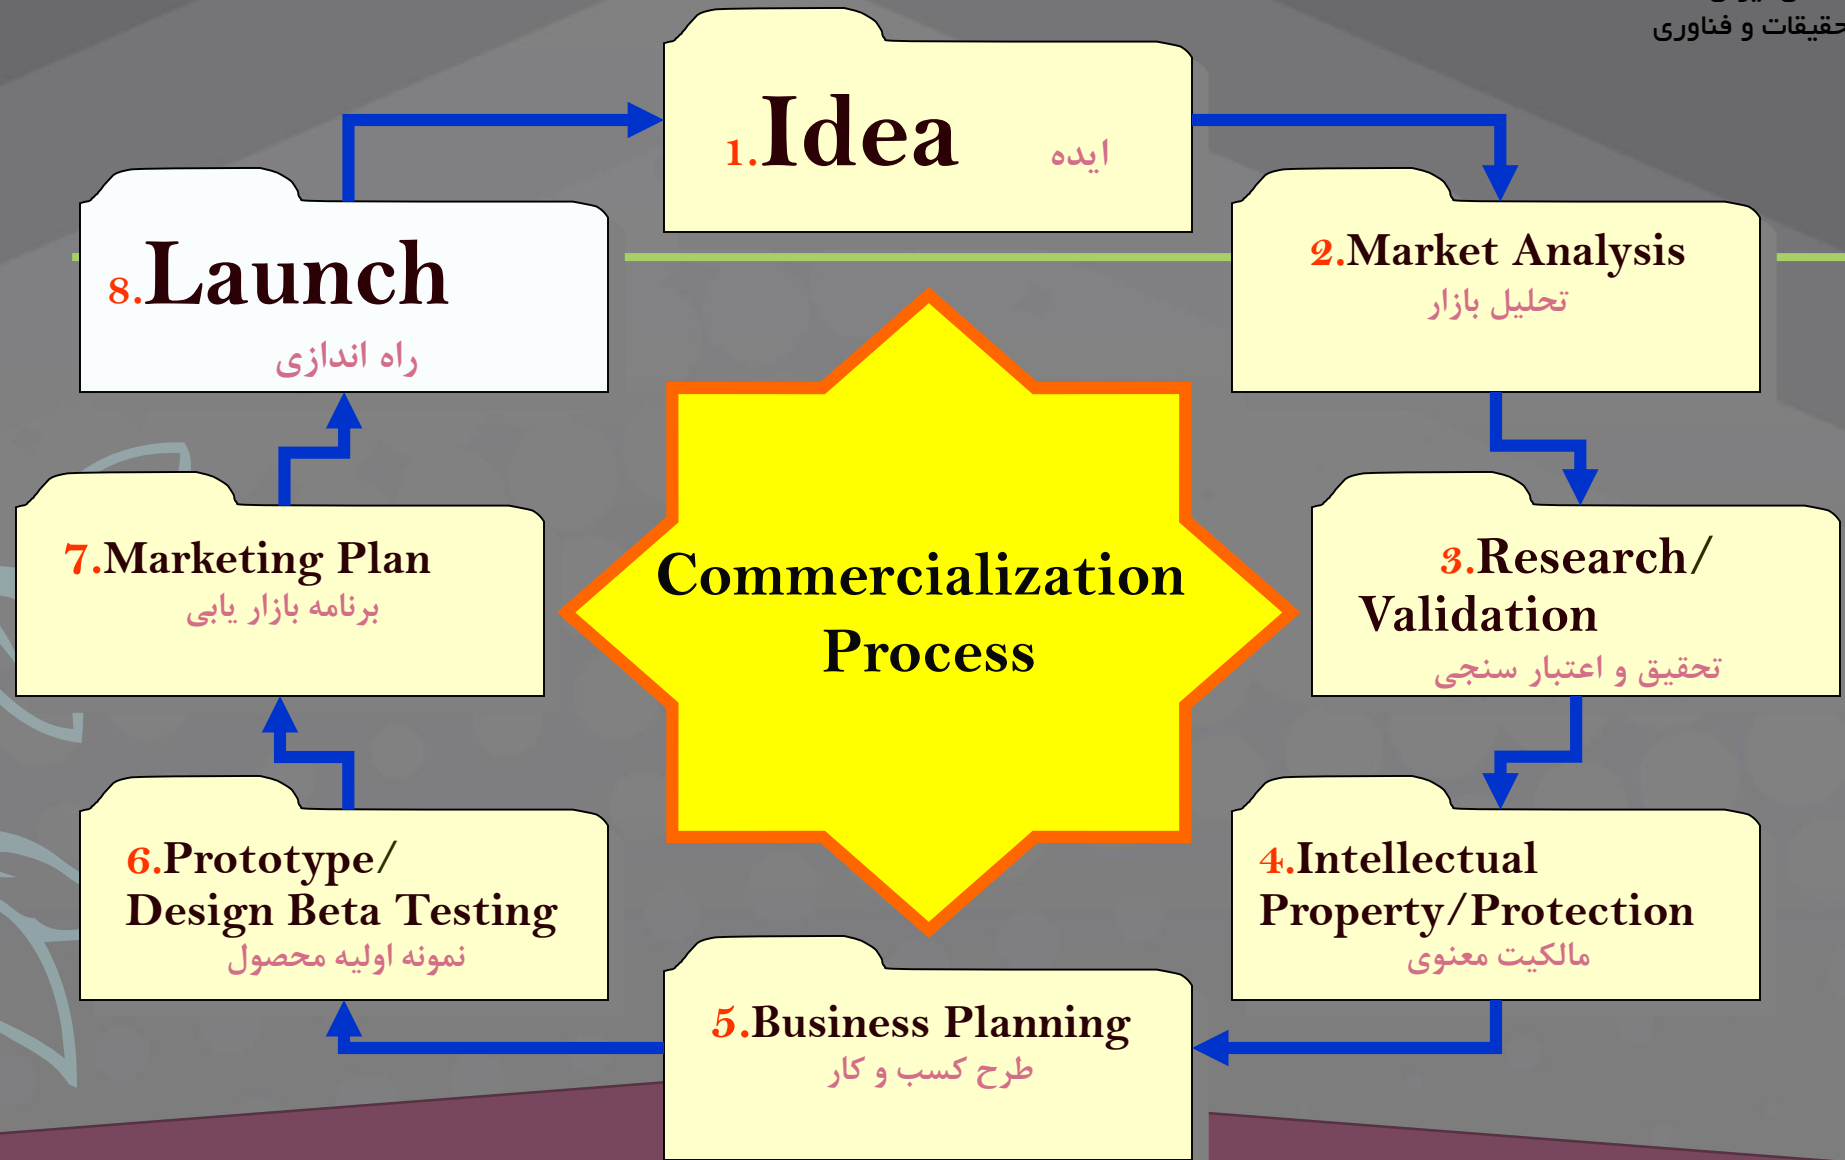 حقیقات و فناوری
1.Idea ایده
2.Market Analysis
تحلیل بازار
3.Research/
Validation
تحقیق و اعتبار سنجی
4.Intellectual
Property/Protection
مالکیت معنوی
5.Business Planning
طرح کسب و کار
6.Prototype/
Design Beta Testing
نمونه اولیه محصول
7.Marketing Plan
برنامه بازار یابی
8.Launch
راه اندازی
Commercialization
Process